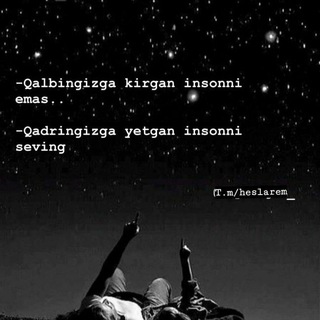 -Qalbingizga kirgan insonni
emas..
-Qadringizga yetgan insonni
seving
(T.m/heslarem_